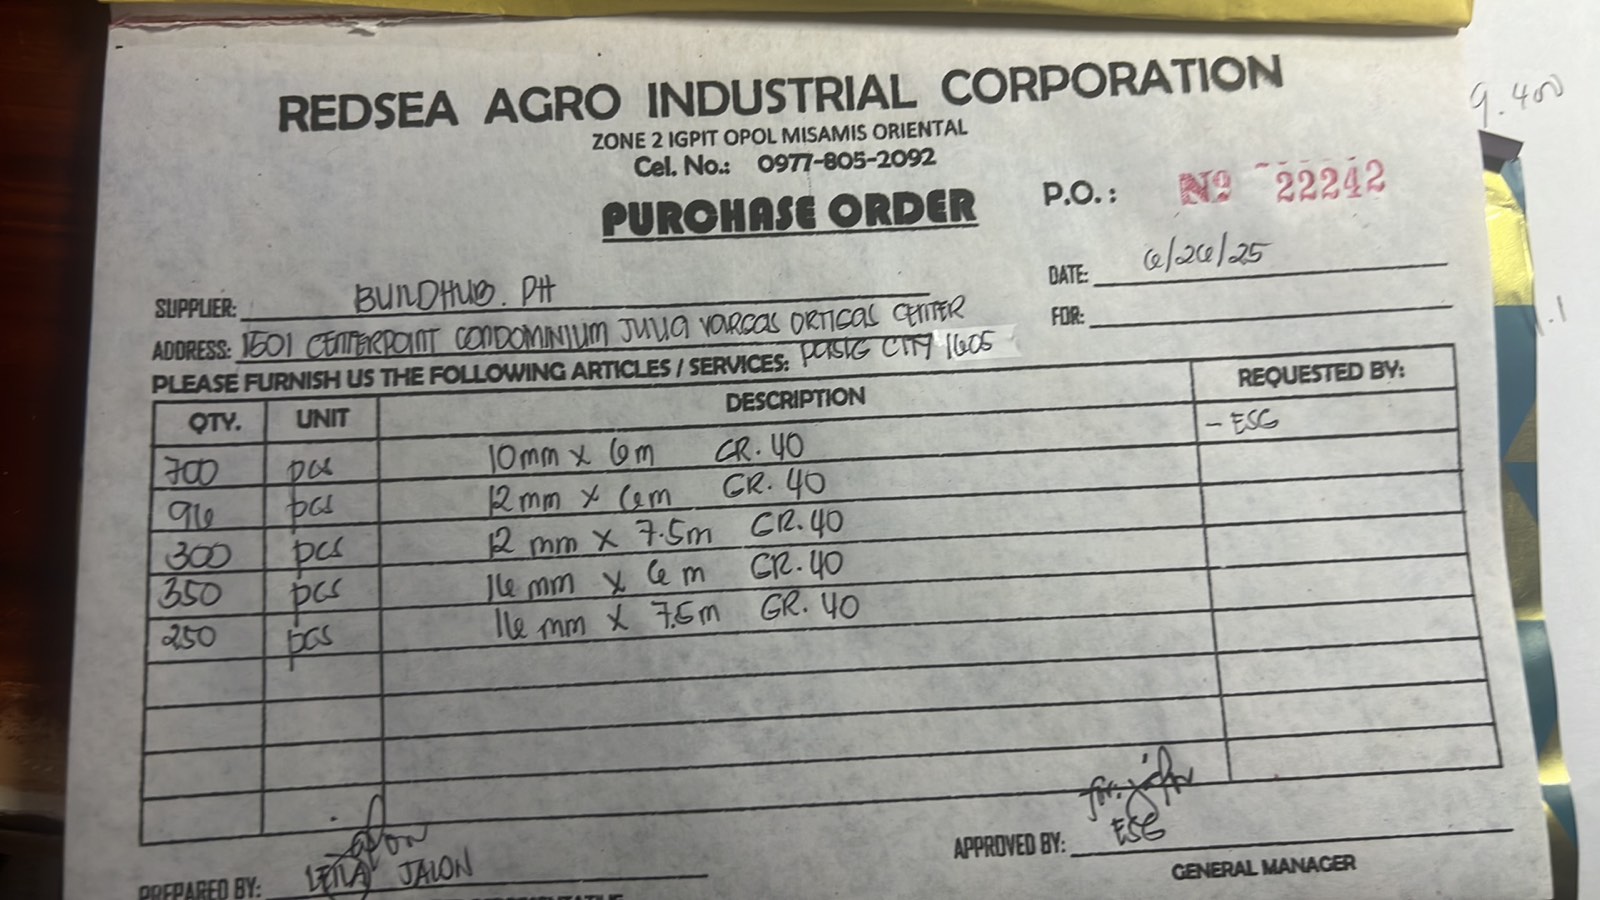 REDSEA AGRO INDUSTRIAL CORPORATION
9.400
ZONE 2 IGPIT OPOL MISAMIS ORIENTAL
Cel. No.: 0977-805-2092
PURCHASE ORDER
P.O.: Nº 22242
SUPPLIER: BUILDHUB. PH
DATE: 6/26/25
ADDRESS: 1501 CENTERPOINT CONDOMINIUM JULIA VARGAS ORTIGAS CENTER
FOR:
PLEASE FURNISH US THE FOLLOWING ARTICLES / SERVICES: PASIG CITY 1605
QTY. UNIT DESCRIPTION REQUESTED BY:
700 pcs 10mm x 6m GR. 40 - ESG
96 pcs 12mm x 6m GR. 40
300 pcs 12 mm x 7.5m GR. 40
350 pcs 16 mm x 6 m GR. 40
250 pcs 16 mm x 7.5m GR. 40
PREPARED BY: LEILA JALON
APPROVED BY: for: ESG
GENERAL MANAGER